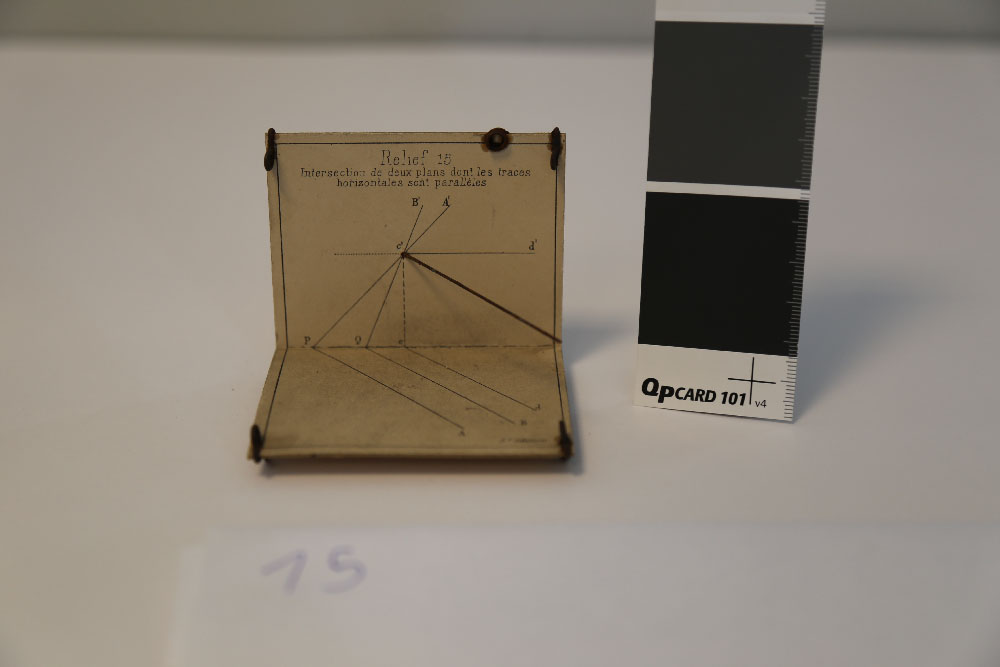 Relief 15
Intersection de deux plans dont les traces
horizontales sont parallèles
B' A'
c' d'
P Q c
d
B
A
QPCARD 101 v4
15